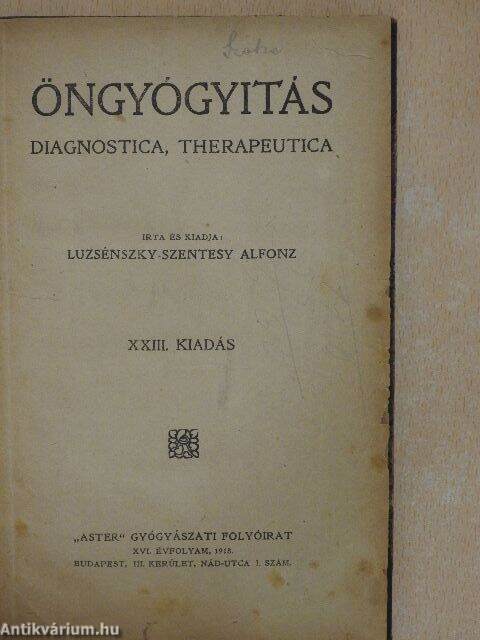 ÖNGYÓGYITÁS
DIAGNOSTICA, THERAPEUTICA
IRTA ÉS KIADJA:
LUZSÉNSZKY-SZENTESY ALFONZ
XXIII. KIADÁS
„ASTER“ GYÓGYÁSZATI FOLYÓIRAT
XVI. ÉVFOLYAM, 1918.
BUDAPEST, III. KERÜLET, NÁD-UTCA 1. SZÁM.
Antikvárium.hu